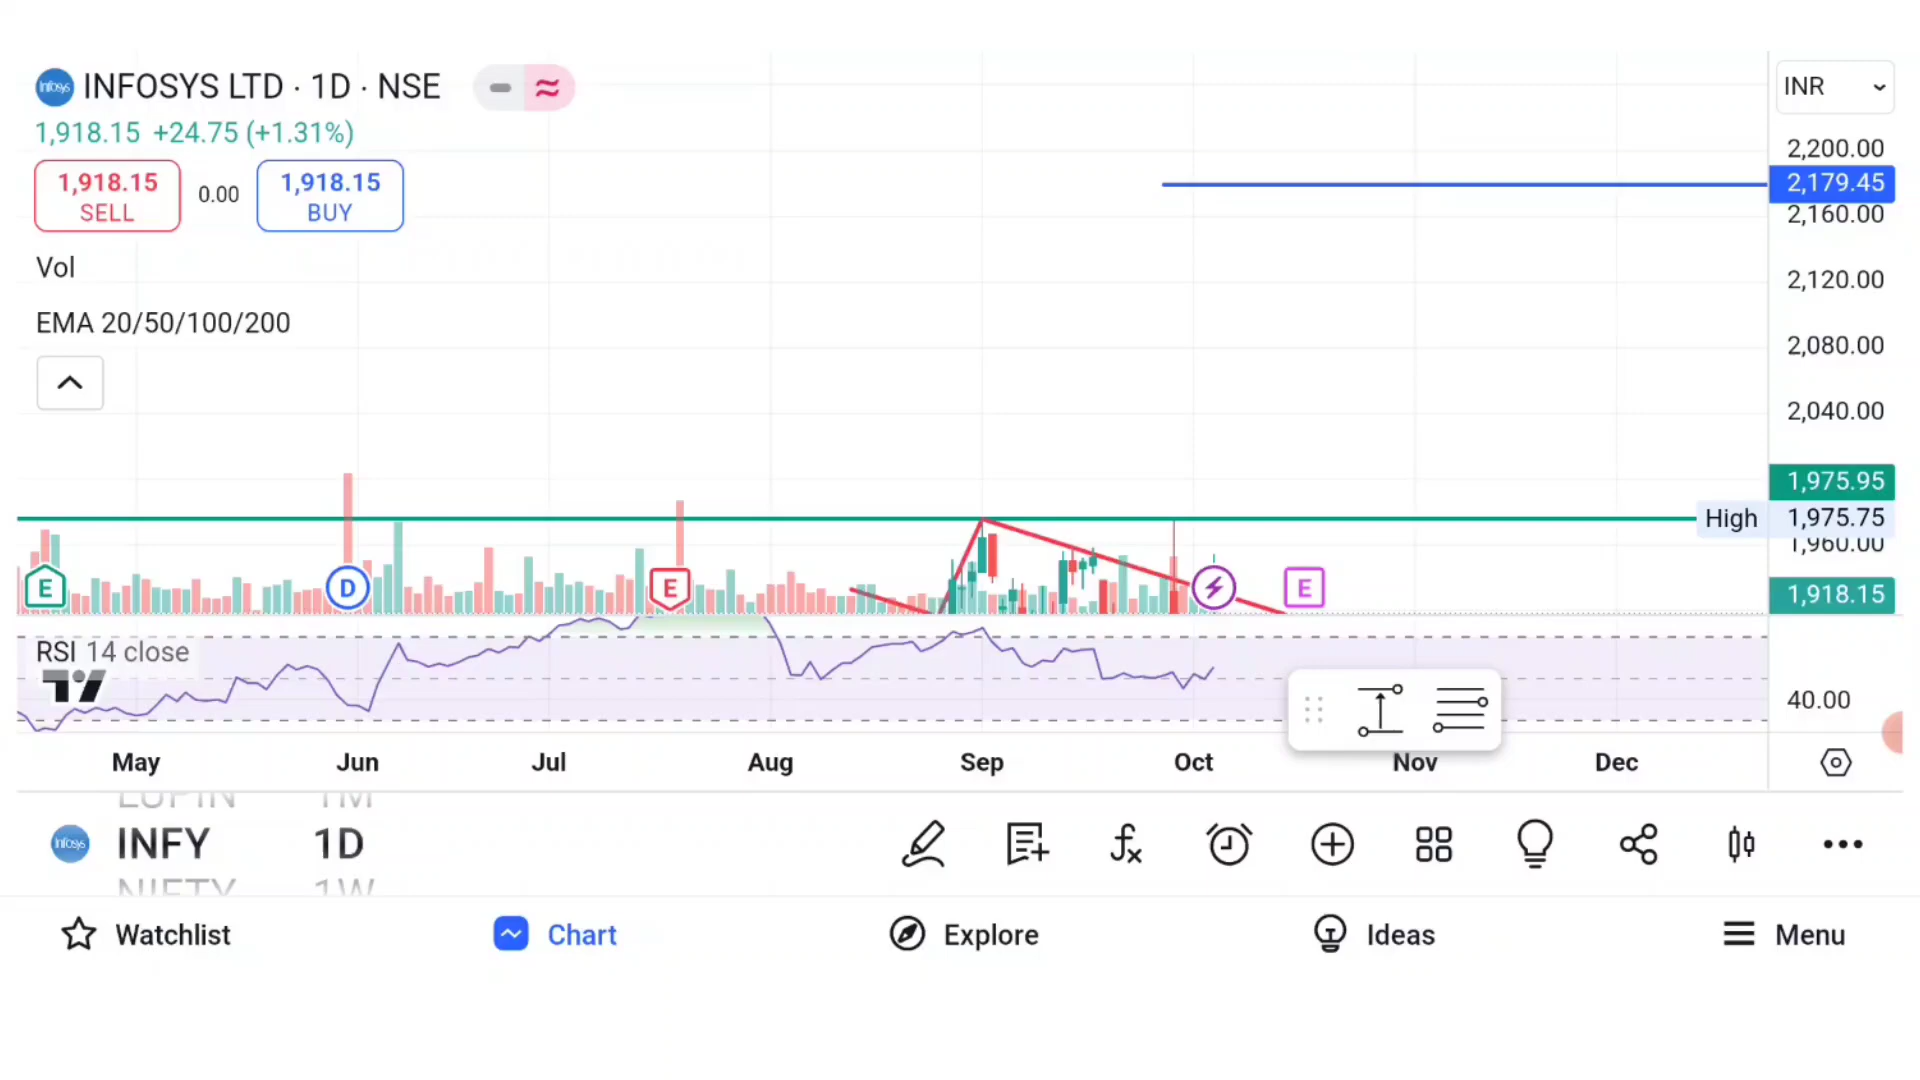 INFOSYS LTD · 1D · NSE
INR
1,918.15 +24.75 (+1.31%)
1,918.15 SELL
0.00
1,918.15 BUY
Vol
EMA 20/50/100/200
2,200.00
2,179.45
2,160.00
2,120.00
2,080.00
2,040.00
1,975.95
High 1,975.75
1,960.00
1,918.15
E
D
E
E
RSI 14 close
40.00
May Jun Jul Aug Sep Oct Nov Dec
LUPIN 1M
Infosys INFY 1D
NIFTY 1W
Watchlist Chart Explore Ideas Menu